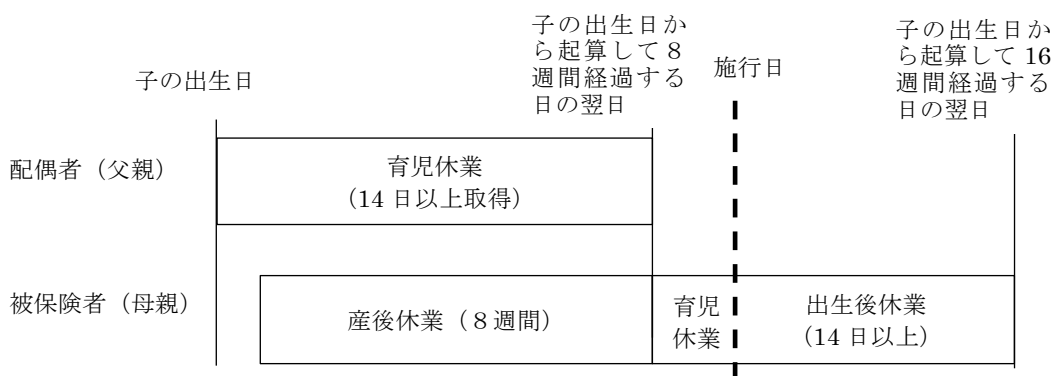 子の出生日
子の出生日か
ら起算して８
週間経過する
日の翌日
施行日
子の出生日か
ら起算して 16
週間経過する
日の翌日
配偶者（父親）
育児休業
（14 日以上取得）
被保険者（母親）
産後休業（８週間）
育児
休業
出生後休業
（14 日以上）